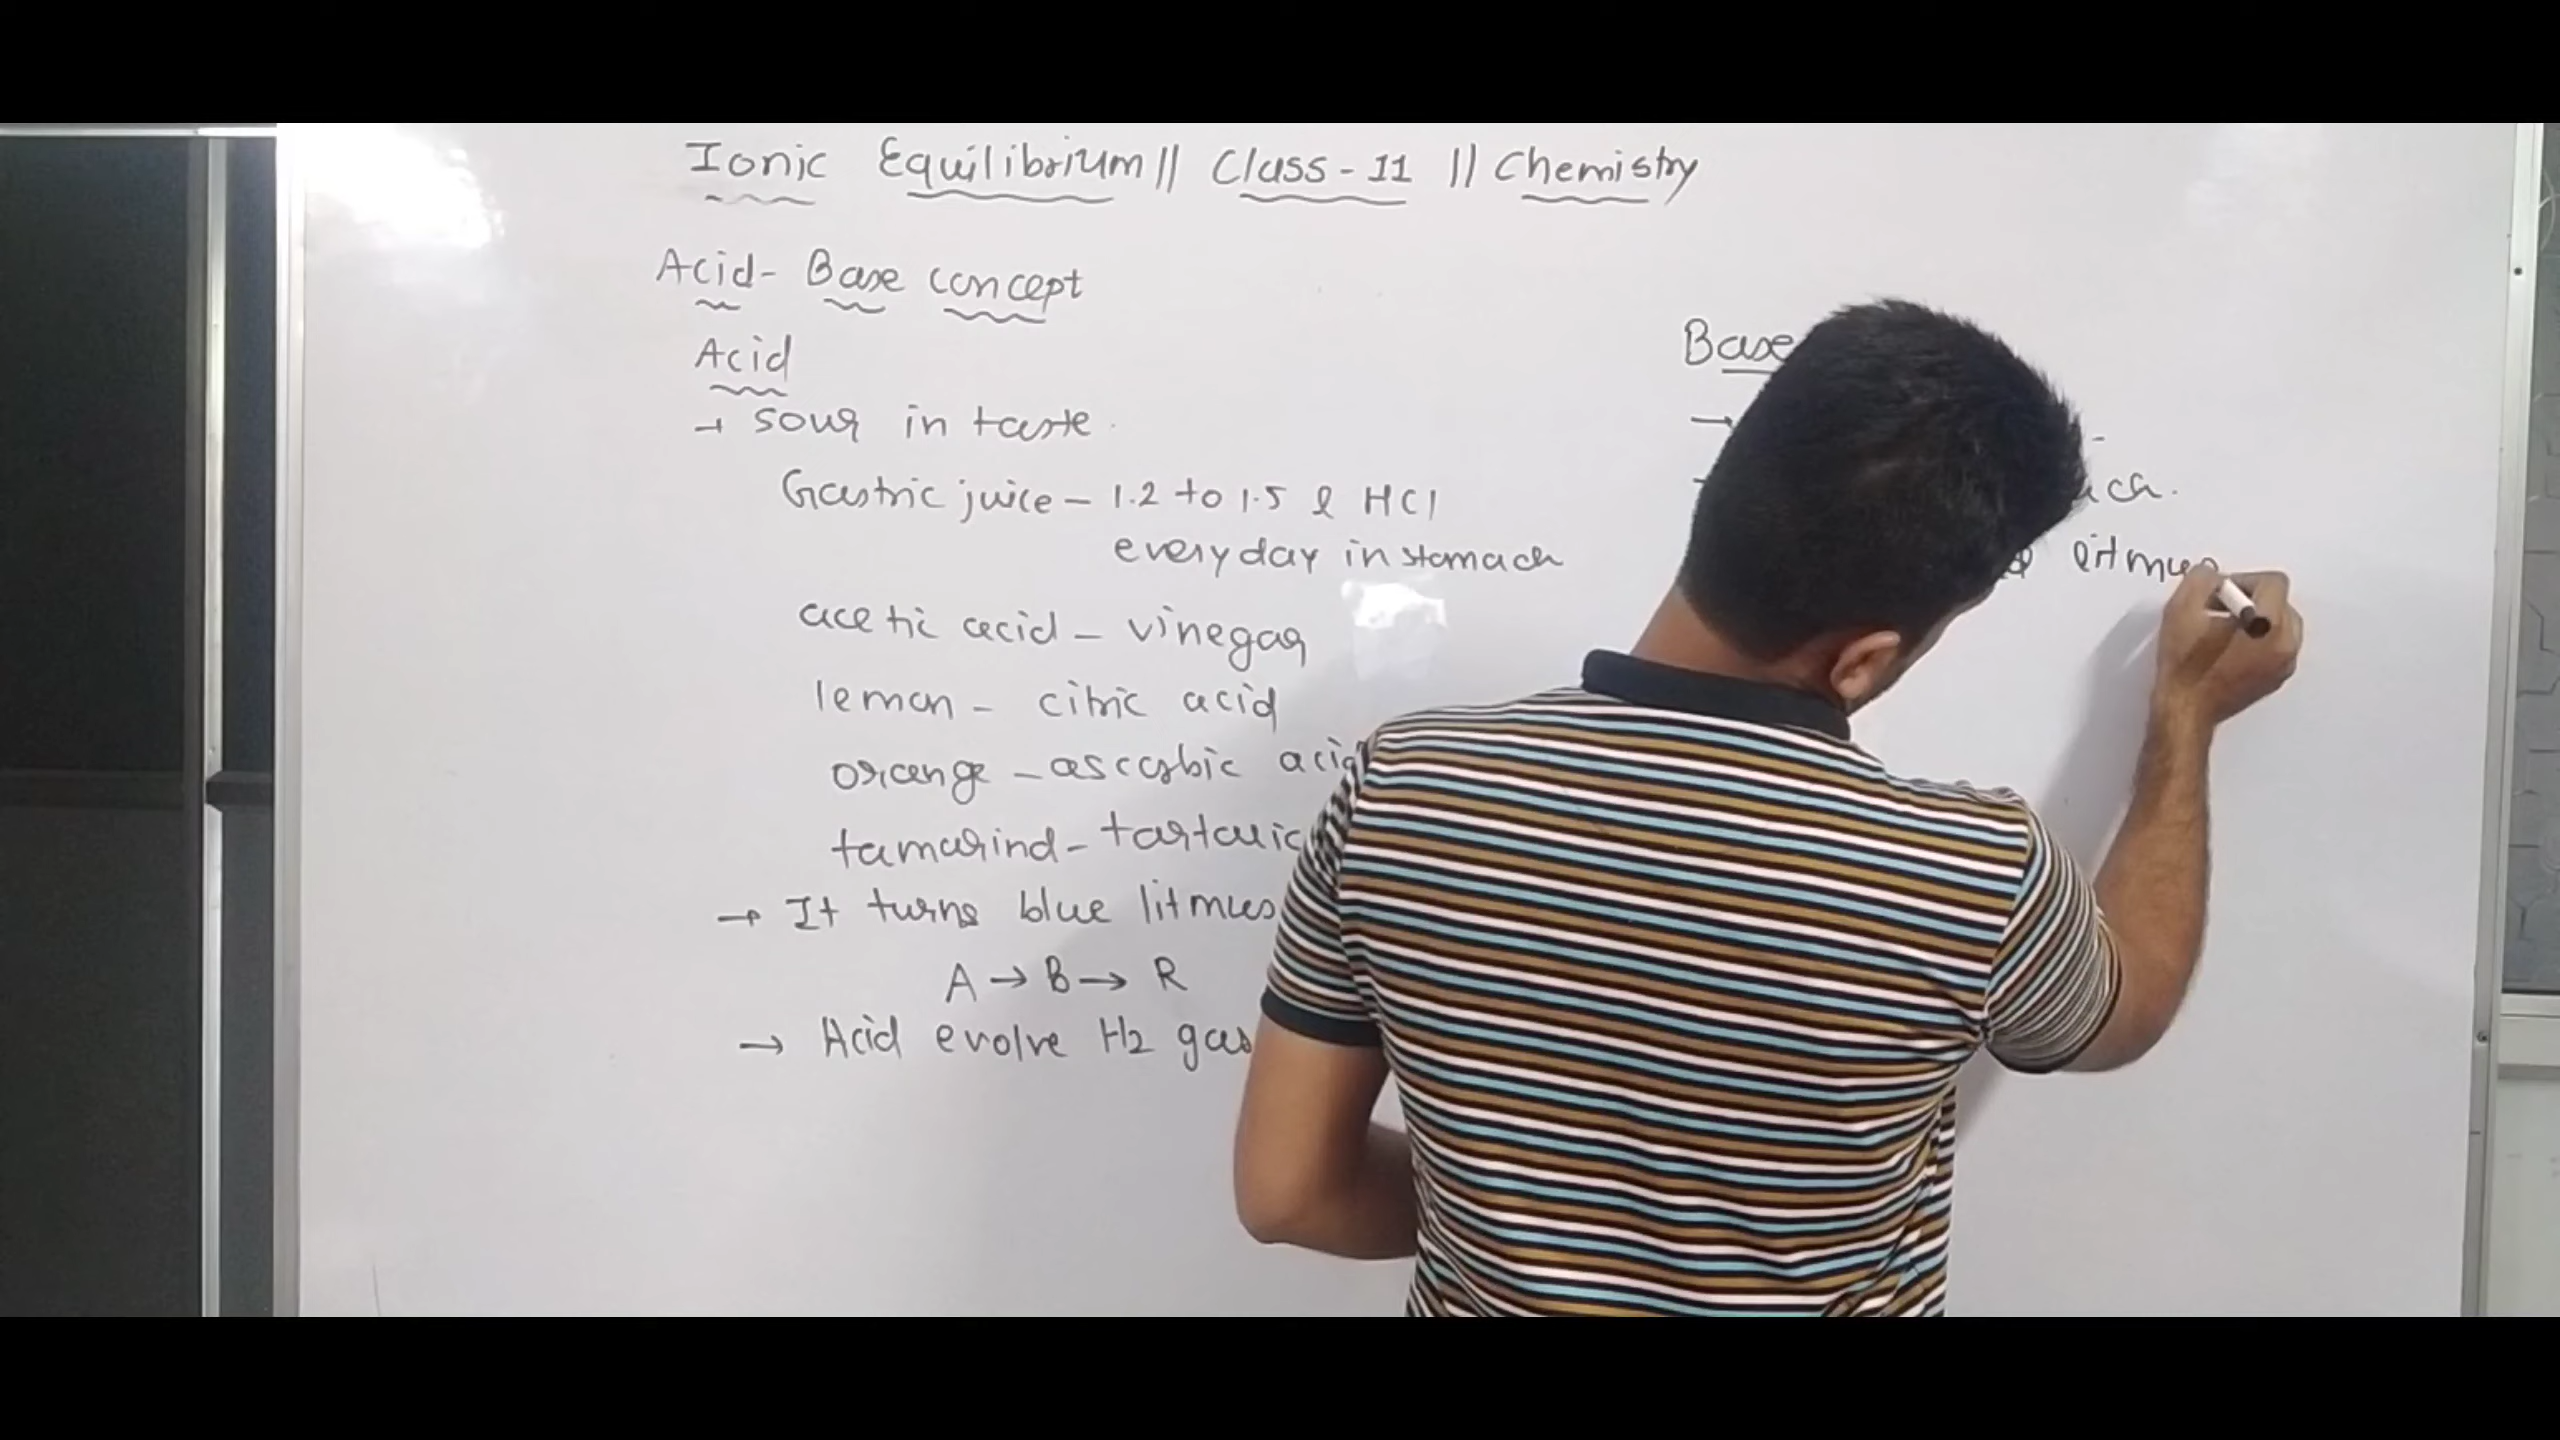 Ionic Equilibrium || Class-11 || Chemistry
Acid-Base concept
Acid
→ sour in taste
Gastric juice - 1.2 to 1.5 l HCl
everyday in stomach
acetic acid - vinegar
lemon - citric acid
orange - ascorbic acid
tamarind - tartaric
→ It turns blue litmus
A → B → R
→ Acid evolve H2 gas
Base
→
litmus